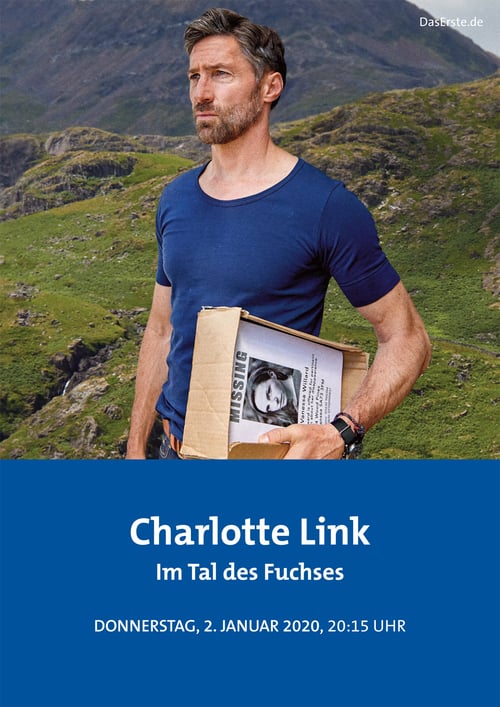 DasErste.de
MISSING
Vanessa Willard
Charlotte Link
Im Tal des Fuchses
DONNERSTAG, 2. JANUAR 2020, 20:15 UHR